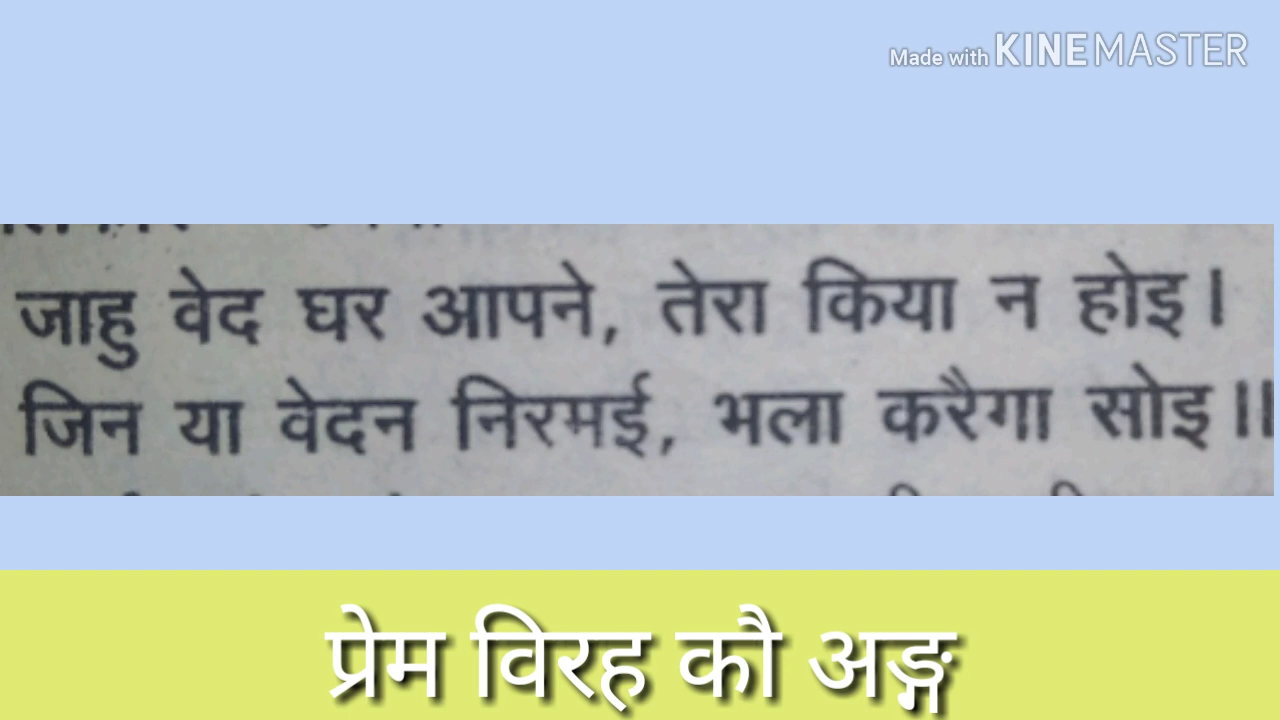 Made with KINEMASTER
जाहु वेद घर आपने, तेरा किया न होइ।
जिन या वेदन निरमई, भला करैगा सोइ॥
प्रेम विरह कौ अङ्ग